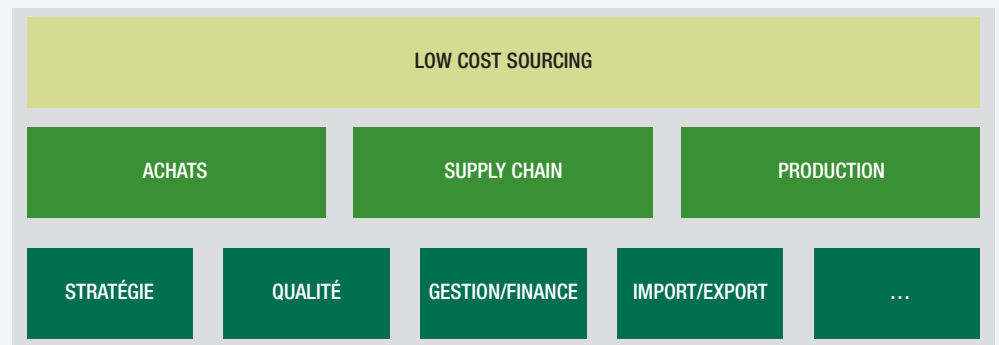 LOW COST SOURCING
ACHATS
SUPPLY CHAIN
PRODUCTION
STRATÉGIE
QUALITÉ
GESTION/FINANCE
IMPORT/EXPORT
…